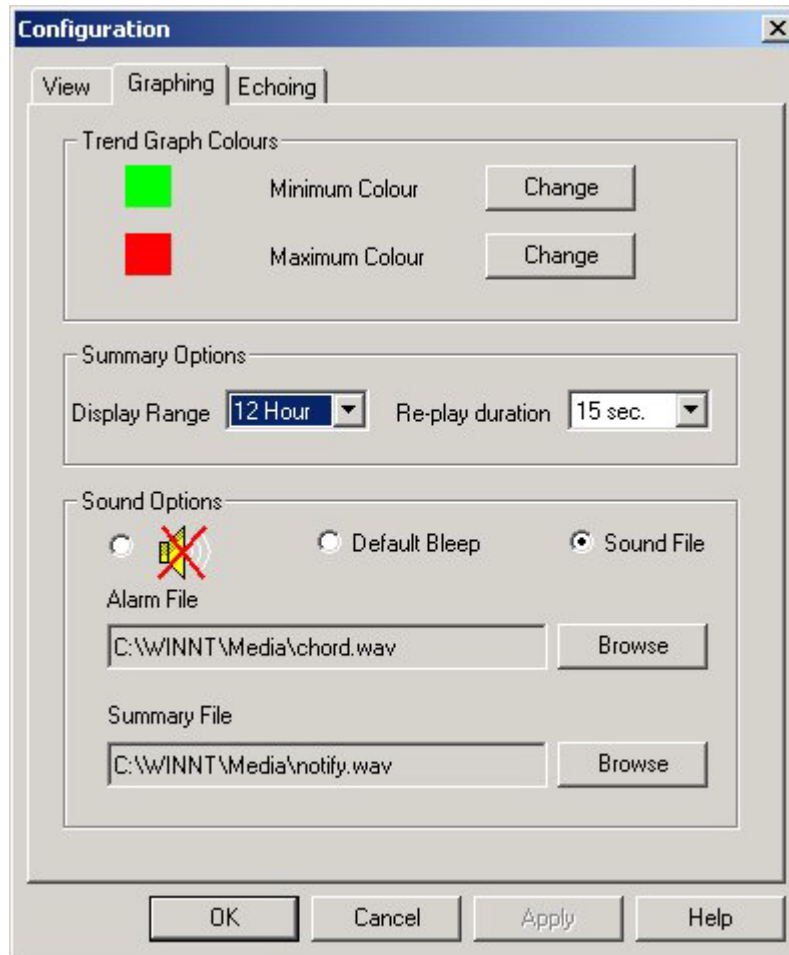 Configuration
View Graphing Echoing
Trend Graph Colours
Minimum Colour Change
Maximum Colour Change
Summary Options
Display Range 12 Hour Re-play duration 15 sec.
Sound Options
Default Bleep Sound File
Alarm File
C:\WINNT\Media\chord.wav Browse
Summary File
C:\WINNT\Media\notify.wav Browse
OK Cancel Apply Help